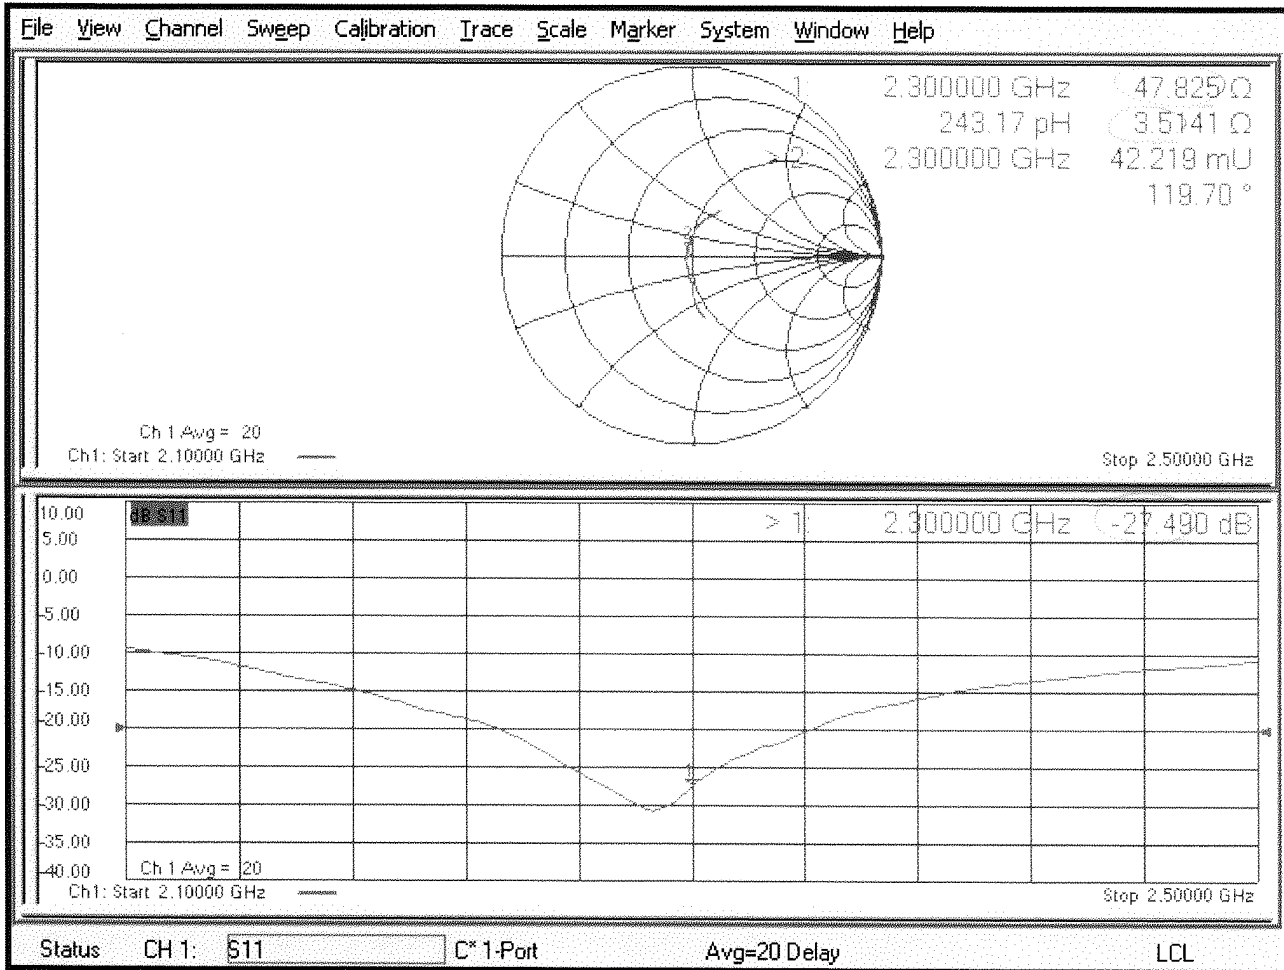 File View Channel Sweep Calibration Trace Scale Marker System Window Help
1: 2.300000 GHz 47.825 Ω
243.17 pH 3.5141 Ω
> 2: 2.300000 GHz 42.219 mU
119.70 °
Ch 1 Avg = 20
Ch1: Start 2.10000 GHz Stop 2.50000 GHz
10.00 dB S11 > 1: 2.300000 GHz -27.490 dB
5.00
0.00
-5.00
-10.00
-15.00
-20.00
-25.00
1
-30.00
-35.00
-40.00 Ch 1 Avg = 20
Ch1: Start 2.10000 GHz Stop 2.50000 GHz
Status CH 1: S11 C* 1-Port Avg=20 Delay LCL